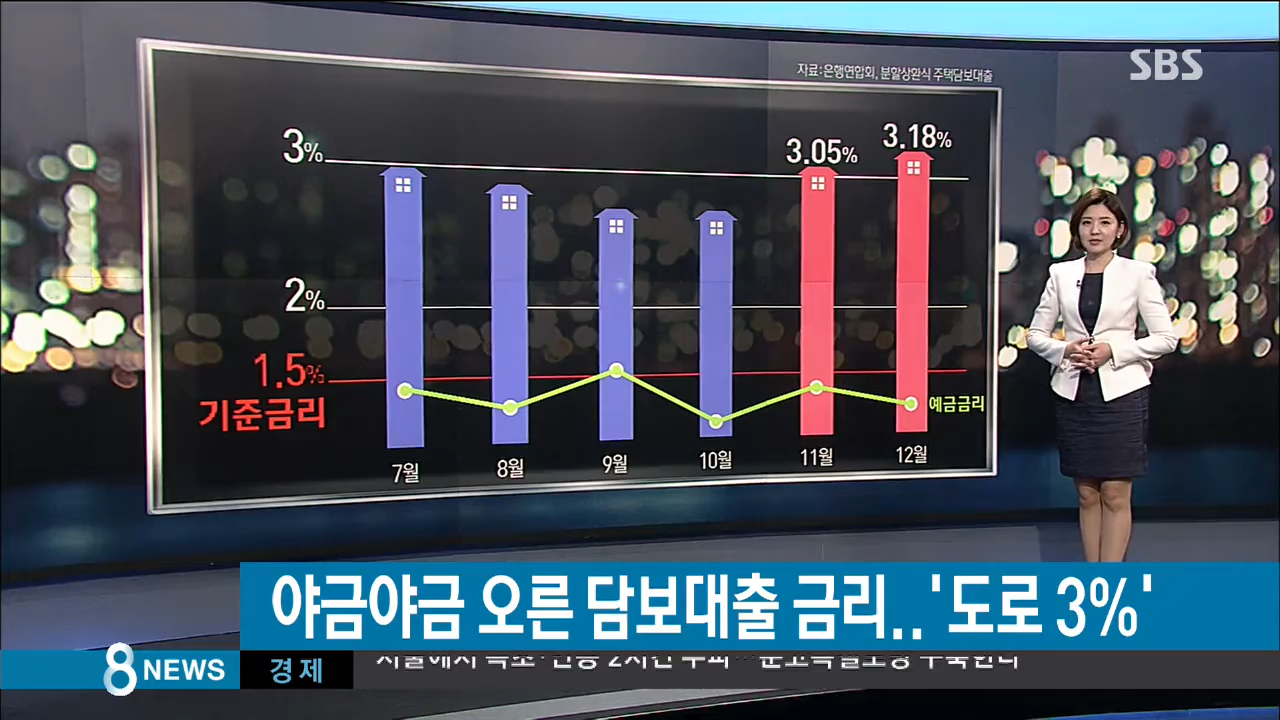 자료:은행연합회, 분할상환식 주택담보대출
SBS
3%
3.05%
3.18%
2%
1.5%
기준금리
예금금리
7월
8월
9월
10월
11월
12월
야금야금 오른 담보대출 금리..'도로 3%'
8 NEWS
경제